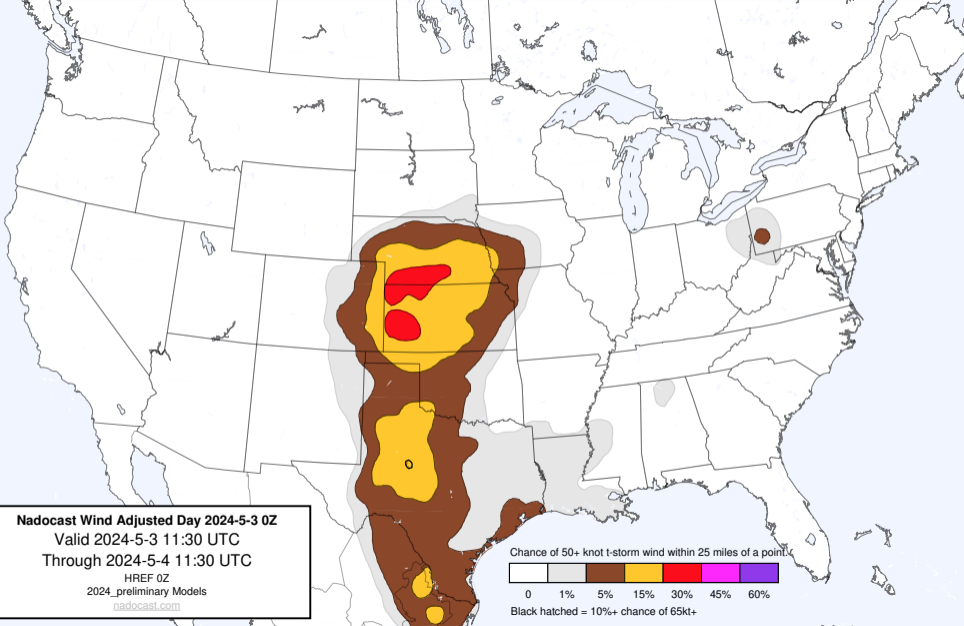 Nadocast Wind Adjusted Day 2024-5-3 0Z
Valid 2024-5-3 11:30 UTC
Through 2024-5-4 11:30 UTC
HREF 0Z
2024_preliminary Models
nadocast.com
Chance of 50+ knot t-storm wind within 25 miles of a point.
0 1% 5% 15% 30% 45% 60%
Black hatched = 10%+ chance of 65kt+